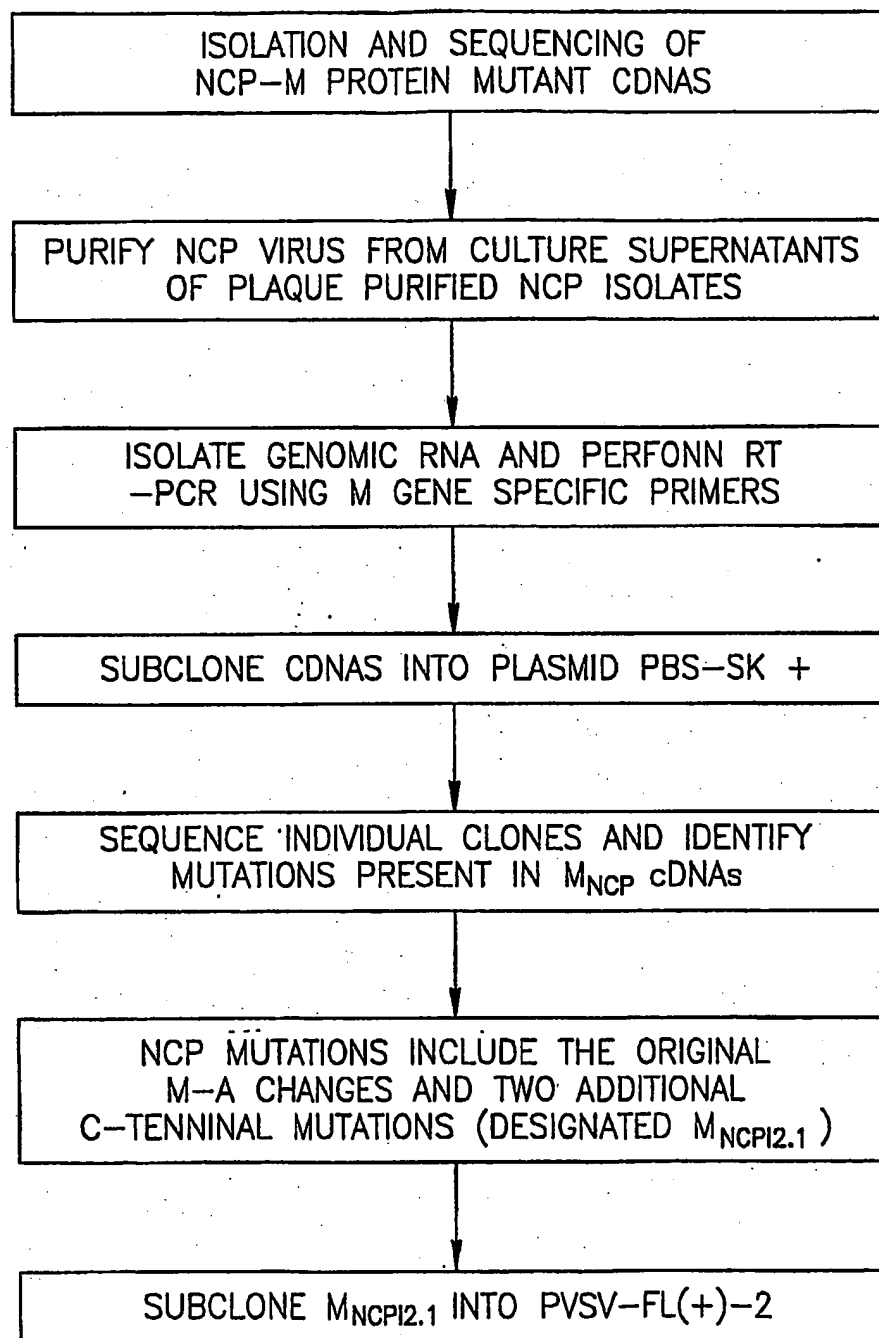 ISOLATION AND SEQUENCING OF
NCP-M PROTEIN MUTANT CDNAS
PURIFY NCP VIRUS FROM CULTURE SUPERNATANTS
OF PLAQUE PURIFIED NCP ISOLATES
ISOLATE GENOMIC RNA AND PERFONN RT
-PCR USING M GENE SPECIFIC PRIMERS
SUBCLONE CDNAS INTO PLASMID PBS-SK +
SEQUENCE INDIVIDUAL CLONES AND IDENTIFY
MUTATIONS PRESENT IN MNCP cDNAs
NCP MUTATIONS INCLUDE THE ORIGINAL
M-A CHANGES AND TWO ADDITIONAL
C-TENNINAL MUTATIONS (DESIGNATED MNCPI2.1 )
SUBCLONE MNCPI2.1 INTO PVSV-FL(+)-2